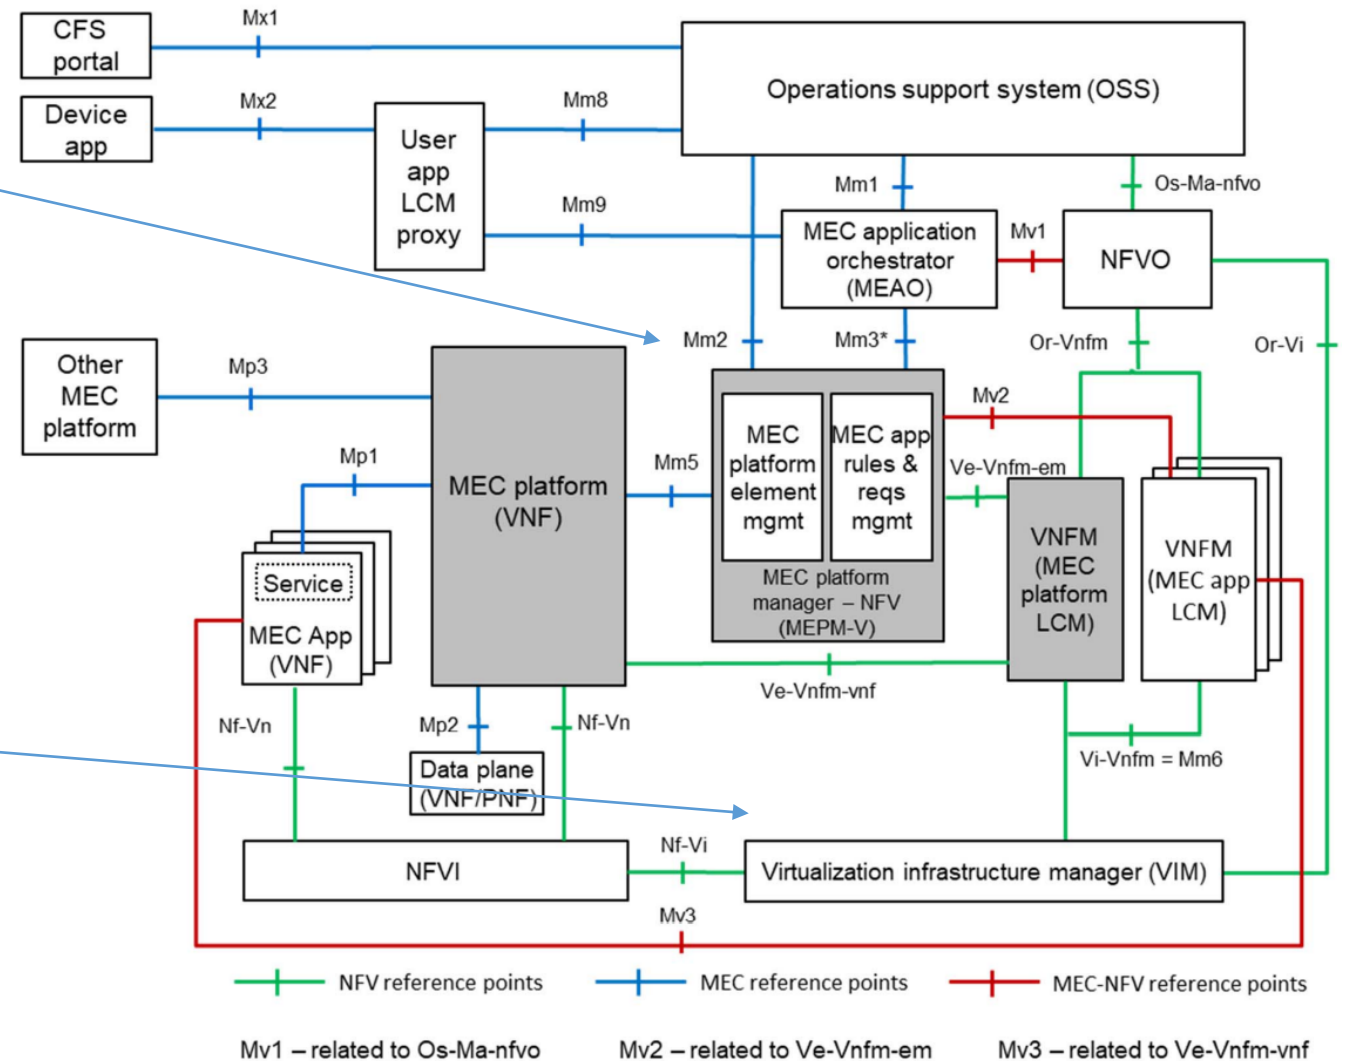 Mx1
CFS
portal
Operations support system (OSS)
Mx2
Mm8
Device
app
User
app
LCM
proxy
Mm1
Os-Ma-nfvo
Mm9
MEC application
orchestrator
(MEAO)
Mv1
NFVO
Mm2
Mm3*
Or-Vnfm
Or-Vi
Other
MEC
platform
Mp3
Mv2
MEC
platform
element
mgmt
MEC app
rules &
reqs
mgmt
Mp1
Mm5
Ve-Vnfm-em
MEC platform
(VNF)
VNFM
(MEC
platform
LCM)
VNFM
(MEC app
LCM)
Service
MEC App
(VNF)
MEC platform
manager – NFV
(MEPM-V)
Ve-Vnfm-vnf
Nf-Vn
Mp2
Nf-Vn
Vi-Vnfm = Mm6
Data plane
(VNF/PNF)
Nf-Vi
NFVI
Virtualization infrastructure manager (VIM)
Mv3
NFV reference points
MEC reference points
MEC-NFV reference points
Mv1 – related to Os-Ma-nfvo
Mv2 – related to Ve-Vnfm-em
Mv3 – related to Ve-Vnfm-vnf